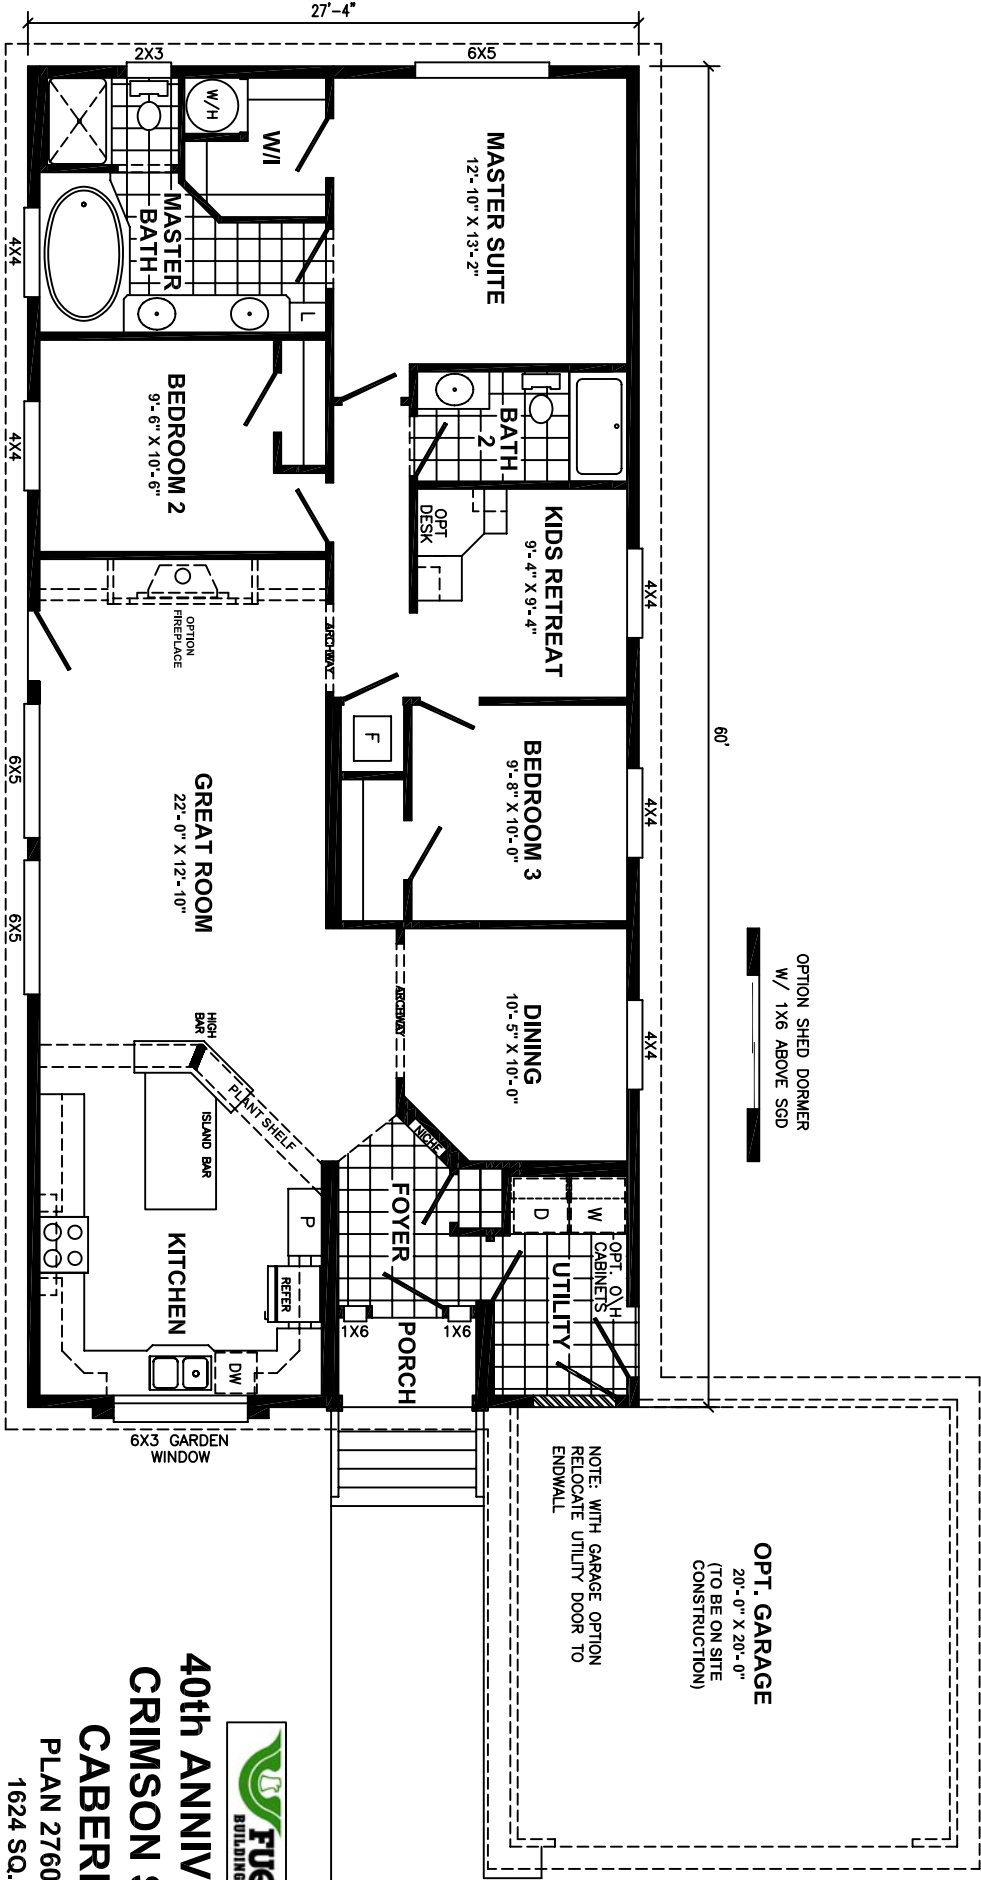 27'-4"
2X3
6X5
W/H
W/I
MASTER SUITE
12'- 10" X 13'- 2"
MASTER
BATH
4X4
L
BATH
2
BEDROOM 2
9'- 6" X 10'- 6"
4X4
OPT
DESK
KIDS RETREAT
9'- 4" X 9'- 4"
4X4
OPTION
FIREPLACE
ARCHWAY
F
60'
BEDROOM 3
9'- 8" X 10'- 0"
4X4
6X5
GREAT ROOM
22'- 0" X 12'- 10"
6X5
OPTION SHED DORMER
W/ 1X6 ABOVE SGD
ARCHWAY
DINING
10'- 5" X 10'- 0"
4X4
HIGH
BAR
PLANT SHELF
ISLAND BAR
NICHE
FOYER
D
W
OPT. O/H
CABINETS
UTILITY
P
REFER
KITCHEN
DW
1X6
1X6
PORCH
6X3 GARDEN
WINDOW
NOTE: WITH GARAGE OPTION
RELOCATE UTILITY DOOR TO
ENDWALL
OPT. GARAGE
20'- 0" X 20'- 0"
(TO BE ON SITE
CONSTRUCTION)
BUILDING
40th ANNIV
CRIMSON
PLAN 2760
1624 SQ.